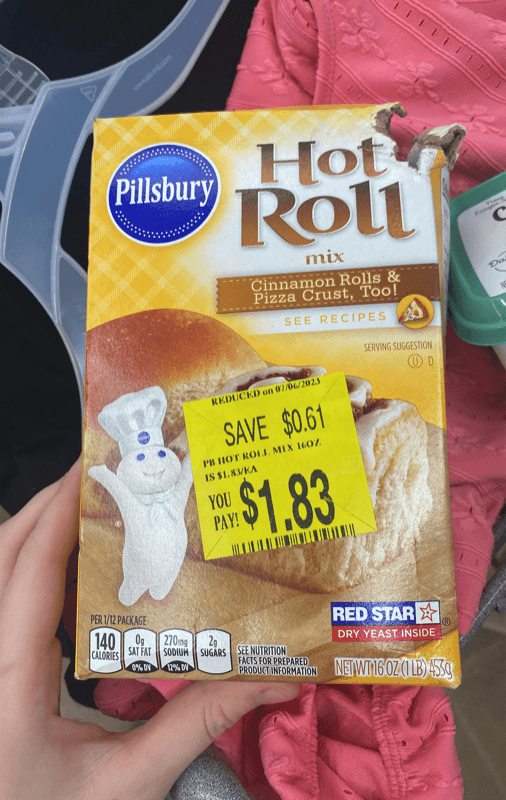 Pillsbury
Hot
Roll
mix
Cinnamon Rolls &
Pizza Crust, Too!
SEE RECIPES
SERVING SUGGESTION
U D
REDUCED on 07/06/2023
SAVE $0.61
PB HOT ROLL MIX 16OZ
IS $1.83/EA
YOU
PAY!
$1.83
PER 1/12 PACKAGE
140
CALORIES
0g
SAT FAT
0% DV
270mg
SODIUM
12% DV
2g
SUGARS
SEE NUTRITION
FACTS FOR PREPARED
PRODUCT INFORMATION
RED STAR ®
DRY YEAST INSIDE
NET WT 16 OZ (1 LB) 453g